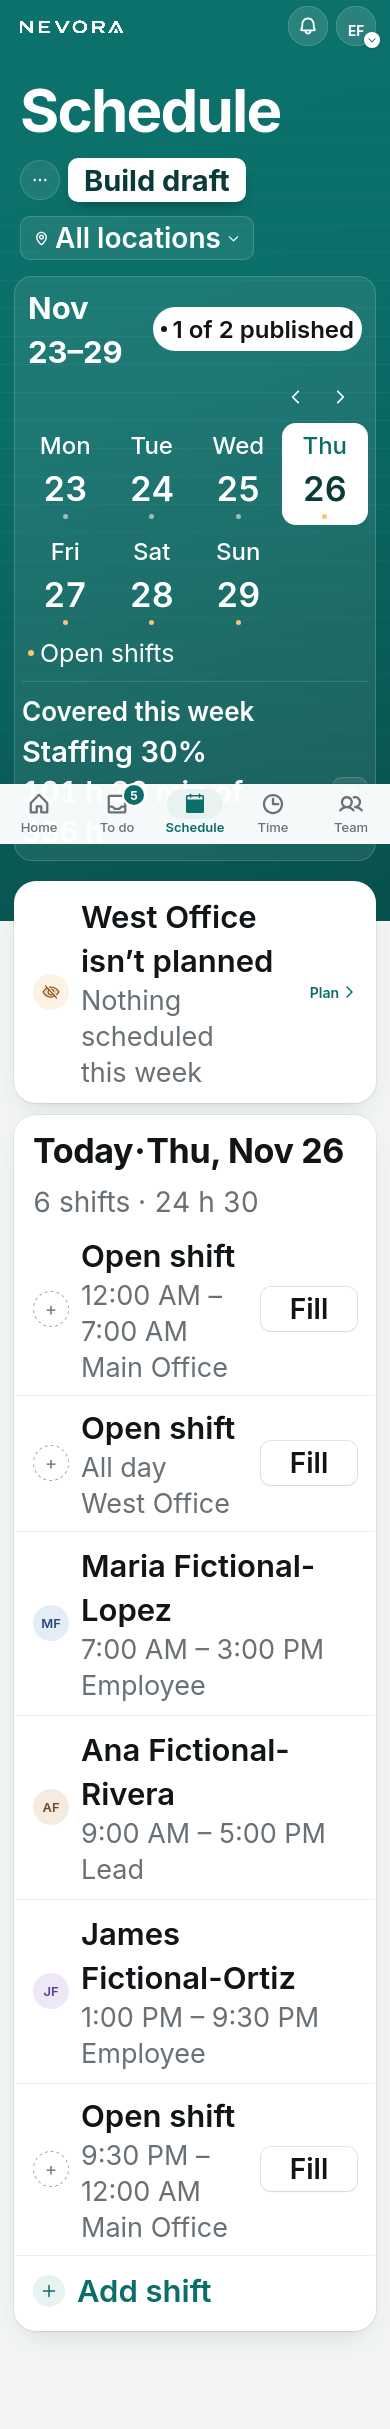 NEVORA
EF
Schedule
Build draft
All locations
Nov
23–29
• 1 of 2 published
Mon Tue Wed Thu
23 24 25 26
Fri Sat Sun
27 28 29
Open shifts
Covered this week
Staffing 30%
5
Home To do Schedule Time Team
West Office
isn’t planned
Nothing
scheduled
this week
Plan
Today·Thu, Nov 26
6 shifts · 24 h 30
Open shift
12:00 AM –
7:00 AM
Main Office
Fill
Open shift
All day
West Office
Fill
MF
Maria Fictional-
Lopez
7:00 AM – 3:00 PM
Employee
AF
Ana Fictional-
Rivera
9:00 AM – 5:00 PM
Lead
JF
James
Fictional-Ortiz
1:00 PM – 9:30 PM
Employee
Open shift
9:30 PM –
12:00 AM
Main Office
Fill
Add shift